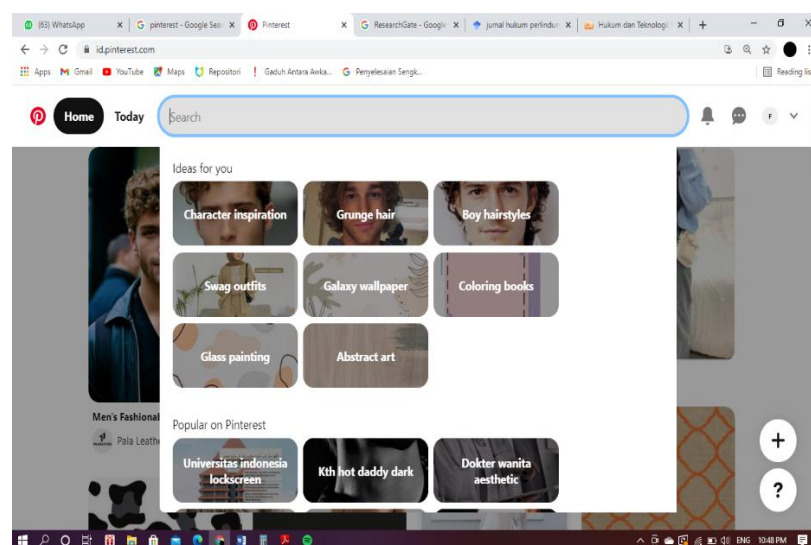 (63) WhatsApp
pinterest - Google Sear
Pinterest
ResearchGate - Google
jurnal hukum perlindun
Hukum dan Teknologi
id.pinterest.com
Apps Gmail YouTube Maps Repositori Gaduh Antara Awka... Penyelesaian Sengk...
Reading lis
Home Today Search
F
Ideas for you
Character inspiration
Grunge hair
Boy hairstyles
Swag outfits
Galaxy wallpaper
Coloring books
Glass painting
Abstract art
Men's Fashional
Pala Leathe
Popular on Pinterest
Universitas indonesia
lockscreen
Kth hot daddy dark
Dokter wanita
aesthetic
+
?
ENG 10:48 PM